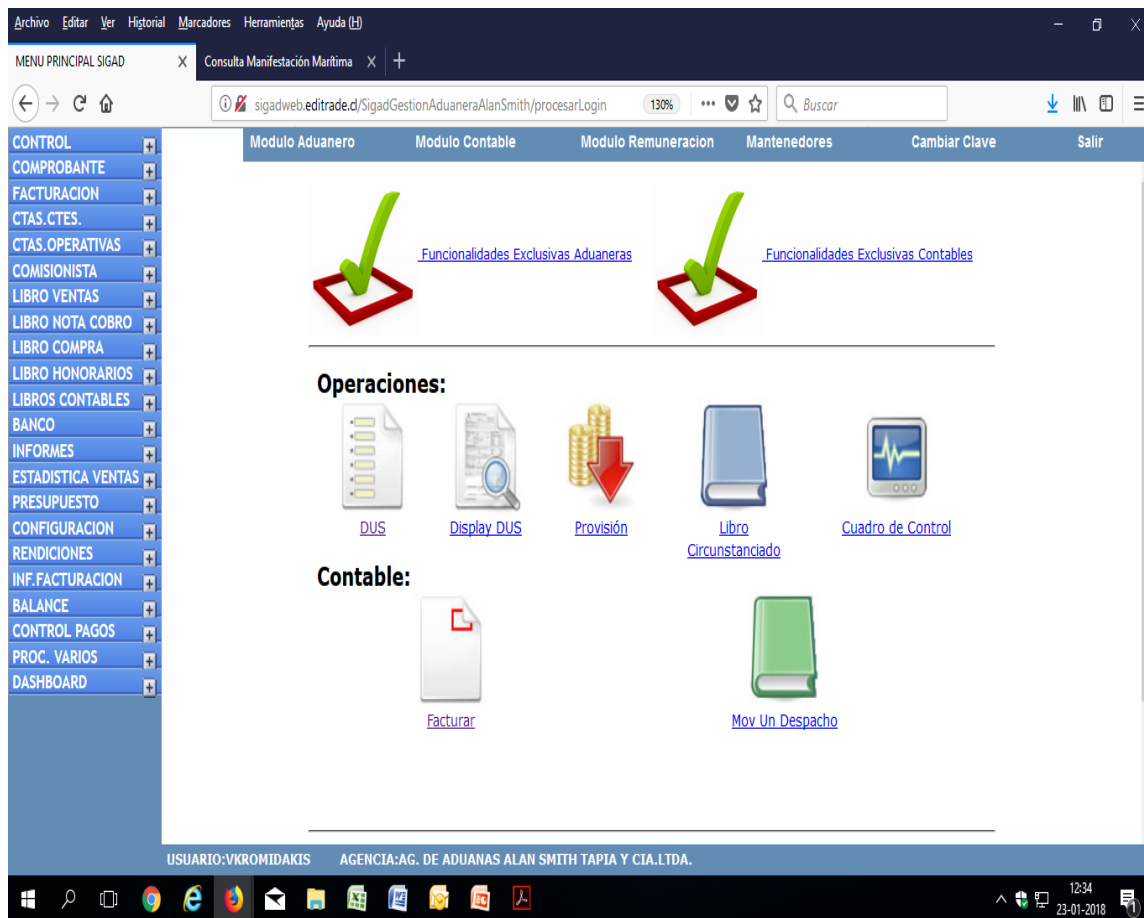 Archivo Editar Ver Historial Marcadores Herramientas Ayuda (H)
MENU PRINCIPAL SIGAD
Consulta Manifestación Marítima
sigadweb.editrade.cl/SigadGestionAduaneraAlanSmith/procesarLogin 130% Buscar
Modulo Aduanero Modulo Contable Modulo Remuneracion Mantenedores Cambiar Clave Salir
CONTROL
COMPROBANTE
FACTURACION
CTAS.CTES.
CTAS.OPERATIVAS
COMISIONISTA
LIBRO VENTAS
LIBRO NOTA COBRO
LIBRO COMPRA
LIBRO HONORARIOS
LIBROS CONTABLES
BANCO
INFORMES
ESTADISTICA VENTAS
PRESUPUESTO
CONFIGURACION
RENDICIONES
INF.FACTURACION
BALANCE
CONTROL PAGOS
PROC. VARIOS
DASHBOARD
Funcionalidades Exclusivas Aduaneras
Funcionalidades Exclusivas Contables
Operaciones:
DUS
Display DUS
Provisión
Libro
Circunstanciado
Cuadro de Control
Contable:
Facturar
Mov Un Despacho
USUARIO:VKROMIDAKIS AGENCIA:AG. DE ADUANAS ALAN SMITH TAPIA Y CIA.LTDA.
12:34
23-01-2018
1